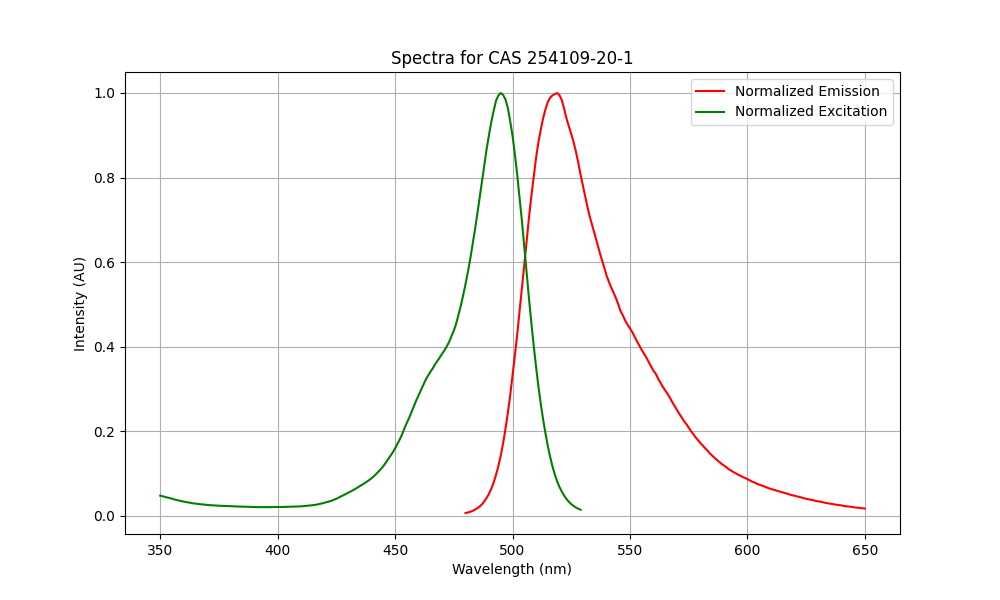 Spectra for CAS 254109-20-1
Normalized Emission
Normalized Excitation
1.0
0.8
0.6
0.4
0.2
0.0
Intensity (AU)
350 400 450 500 550 600 650
Wavelength (nm)